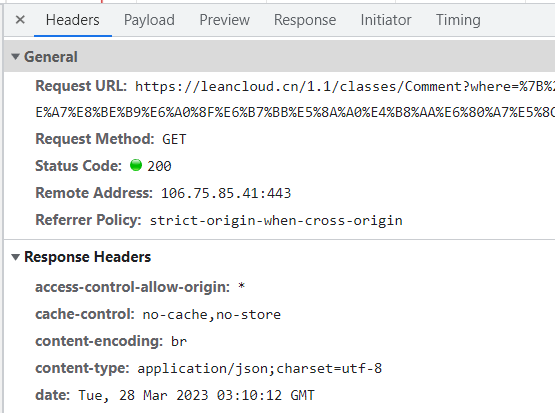 × Headers Payload Preview Response Initiator Timing
▼ General
Request URL: https://leancloud.cn/1.1/classes/Comment?where=%7B%2
E%A7%E8%BE%B9%E6%A0%8F%E6%B7%BB%E5%8A%A0%E4%B8%AA%E6%80%A7%E5%8C
Request Method: GET
Status Code: 200
Remote Address: 106.75.85.41:443
Referrer Policy: strict-origin-when-cross-origin
▼ Response Headers
access-control-allow-origin: *
cache-control: no-cache,no-store
content-encoding: br
content-type: application/json;charset=utf-8
date: Tue, 28 Mar 2023 03:10:12 GMT